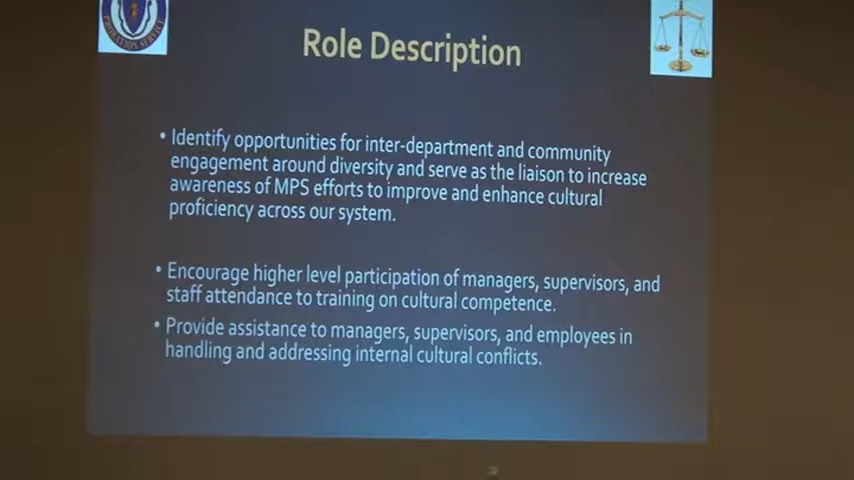 PROBATION SERVICE
Role Description
• Identify opportunities for inter-department and community
engagement around diversity and serve as the liaison to increase
awareness of MPS efforts to improve and enhance cultural
proficiency across our system.
• Encourage higher level participation of managers, supervisors, and
staff attendance to training on cultural competence.
• Provide assistance to managers, supervisors, and employees in
handling and addressing internal cultural conflicts.